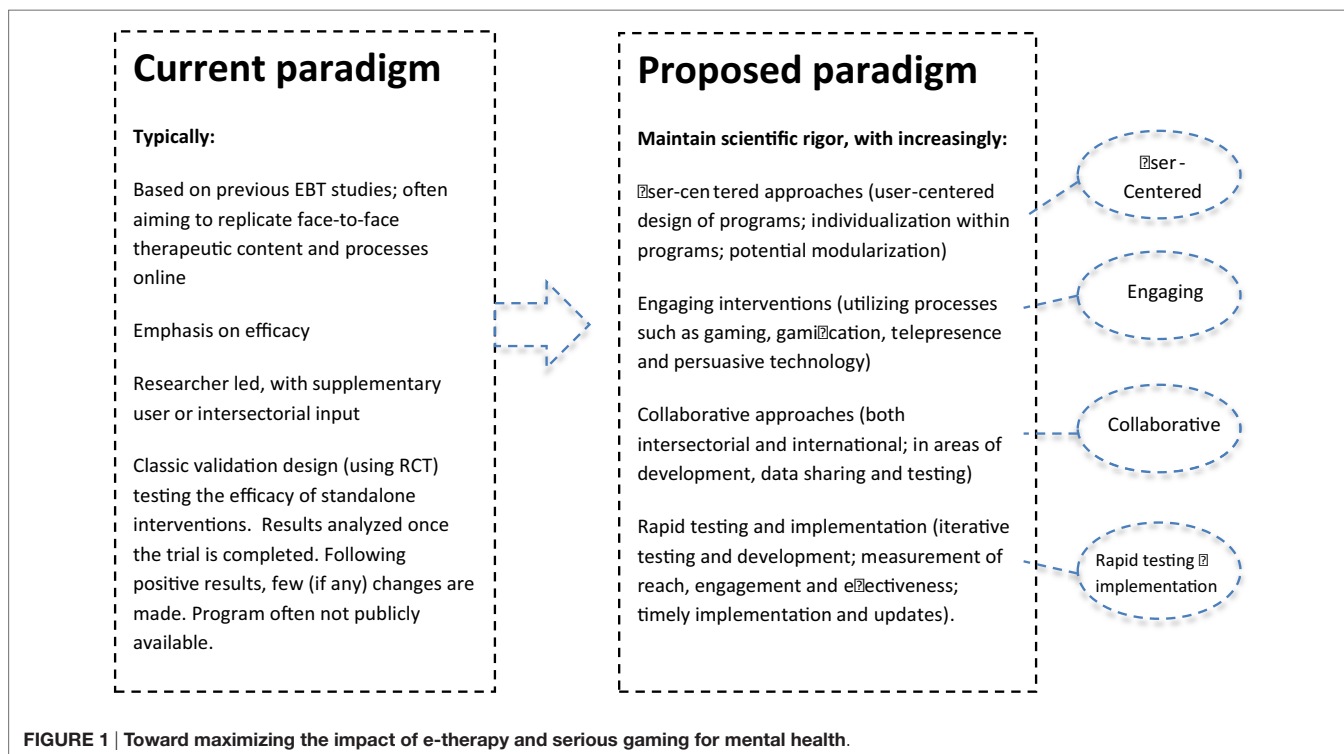 Current paradigm
Typically:
Based on previous EBT studies; often
aiming to replicate face-to-face
therapeutic content and processes
online
Emphasis on efficacy
Researcher led, with supplementary
user or intersectorial input
Classic validation design (using RCT)
testing the efficacy of standalone
interventions. Results analyzed once
the trial is completed. Following
positive results, few (if any) changes are
made. Program often not publicly
available.
Proposed paradigm
Maintain scientific rigor, with increasingly:
⍰ser-cen tered approaches (user-centered
design of programs; individualization within
programs; potential modularization)
Engaging interventions (utilizing processes
such as gaming, gami⍰cation, telepresence
and persuasive technology)
Collaborative approaches (both
intersectorial and international; in areas of
development, data sharing and testing)
Rapid testing and implementation (iterative
testing and development; measurement of
reach, engagement and e⍰ectiveness;
timely implementation and updates).
⍰ser-
Centered
Engaging
Collaborative
Rapid testing ⍰
implementation
FIGURE 1 | Toward maximizing the impact of e-therapy and serious gaming for mental health.